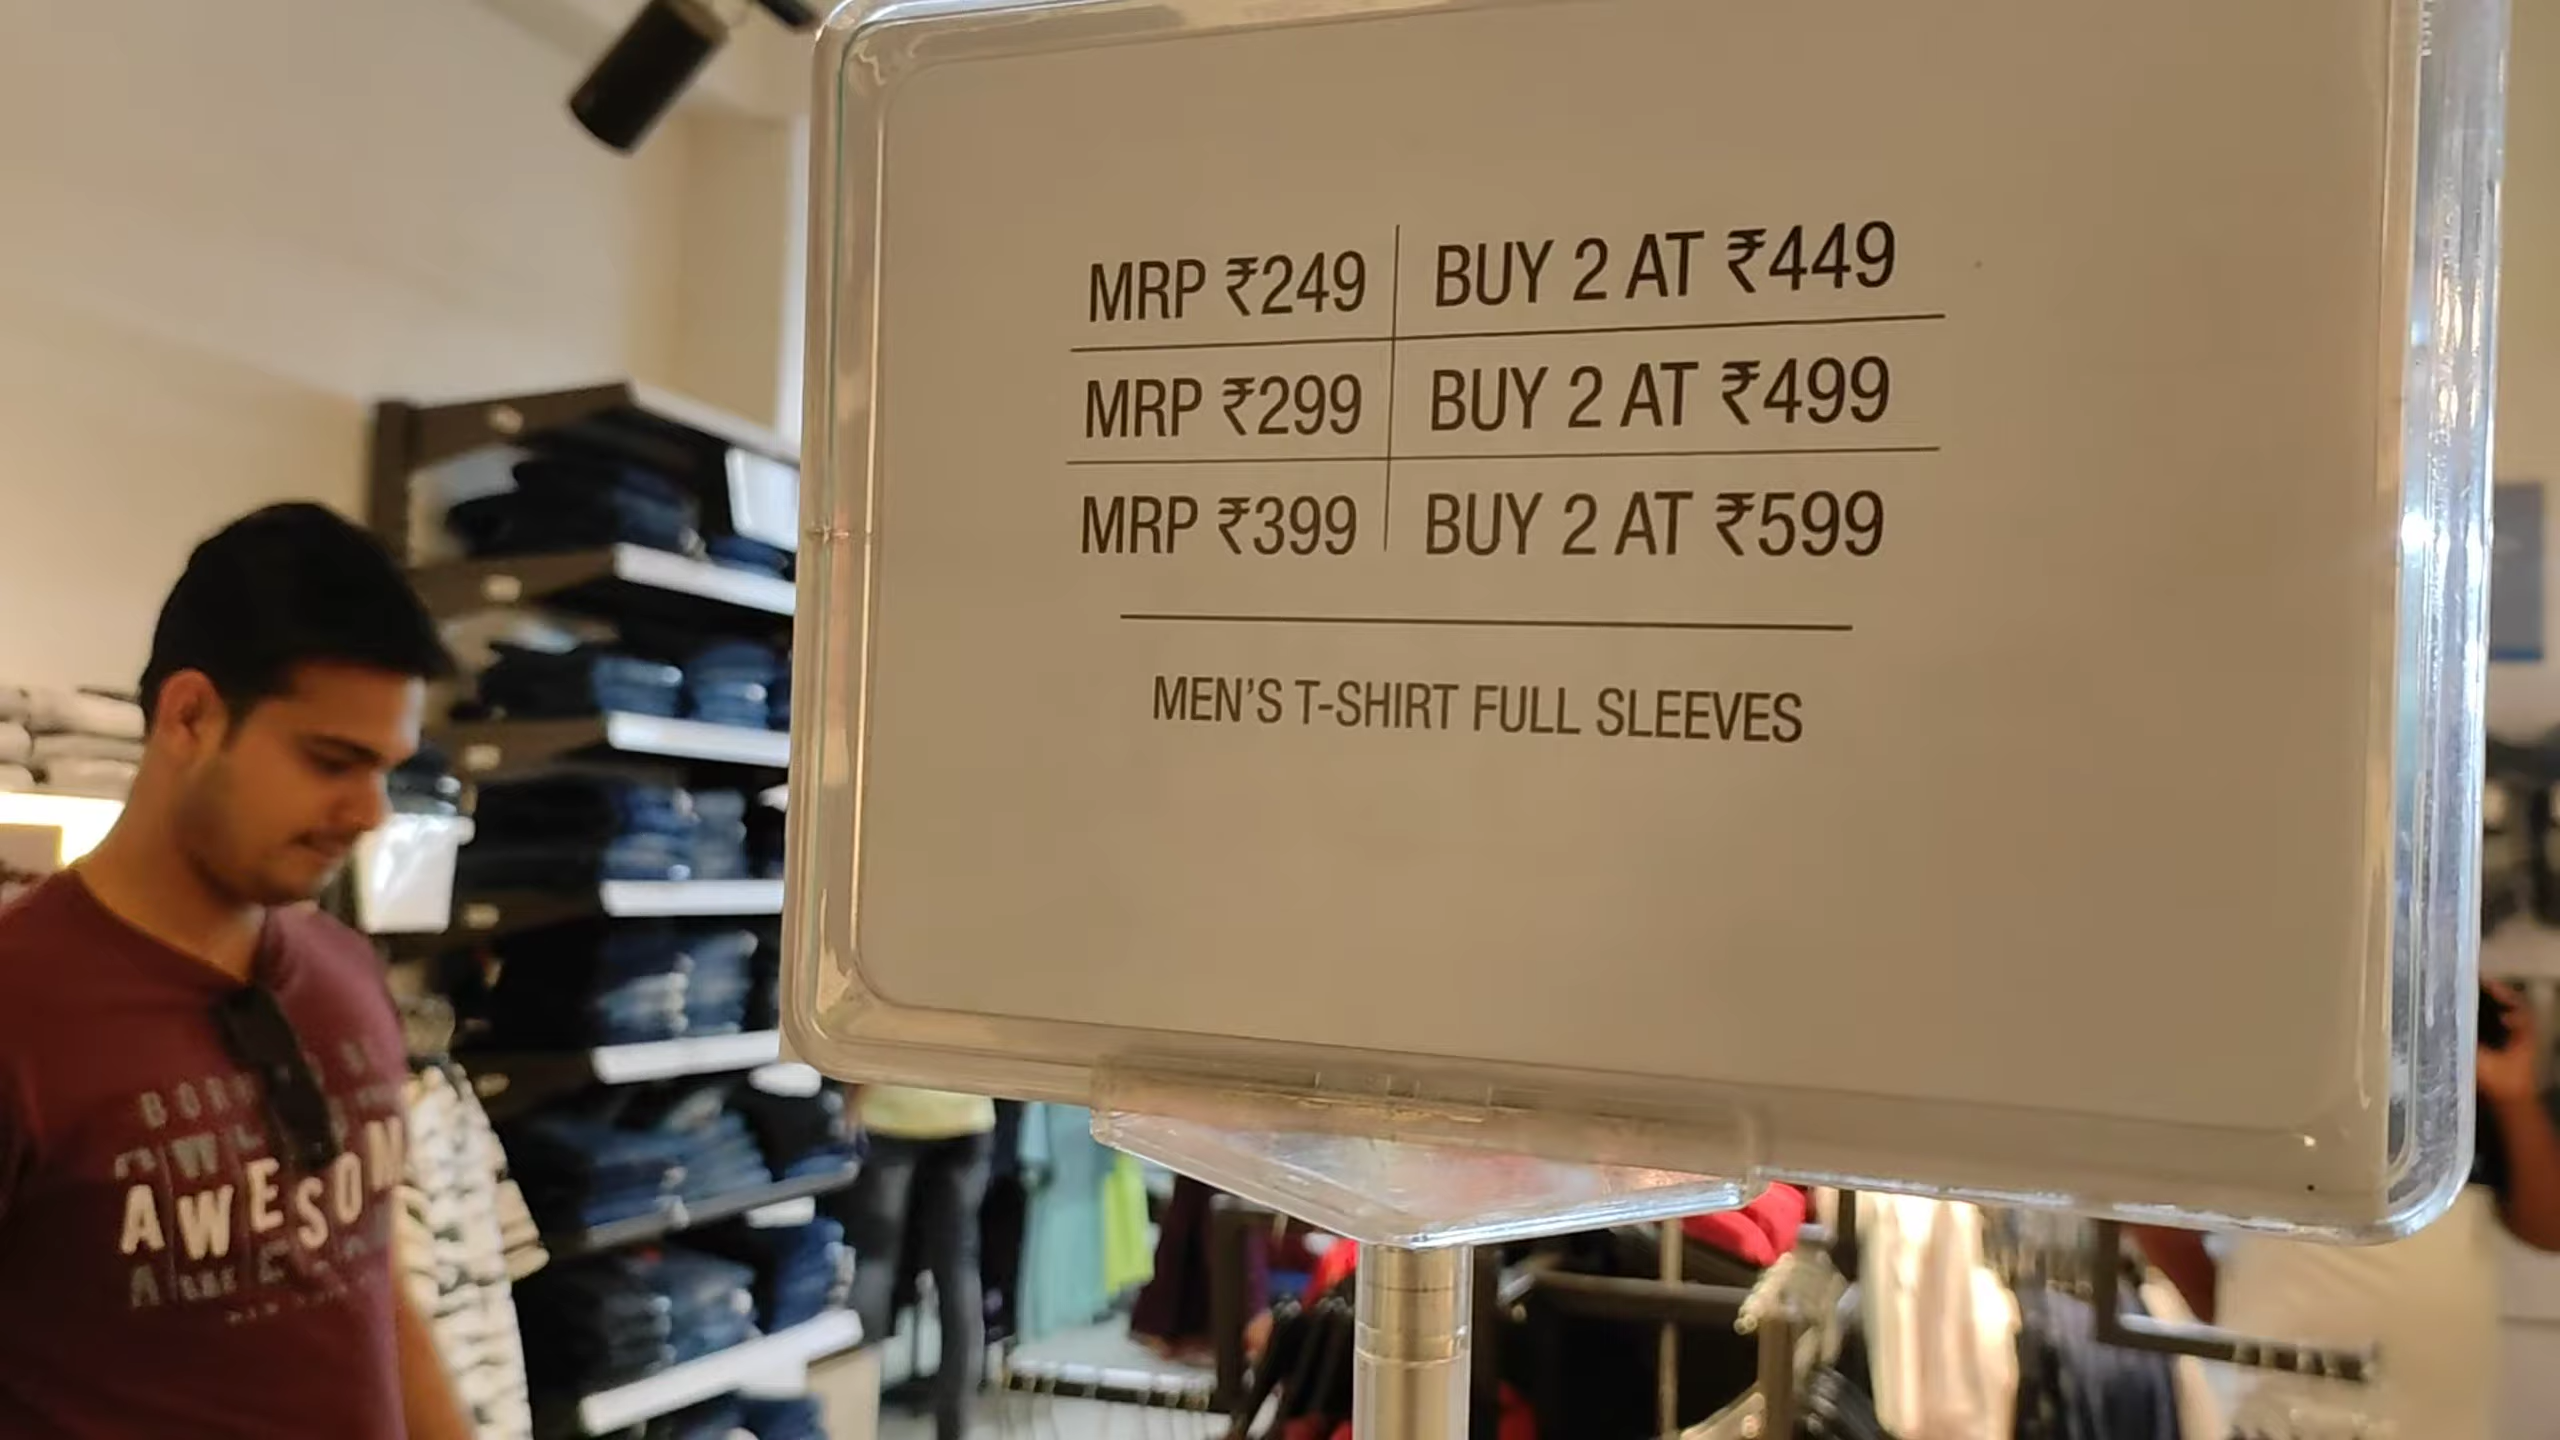 MRP ₹249 | BUY 2 AT ₹449
MRP ₹299 | BUY 2 AT ₹499
MRP ₹399 | BUY 2 AT ₹599
MEN'S T-SHIRT FULL SLEEVES
AWESOM